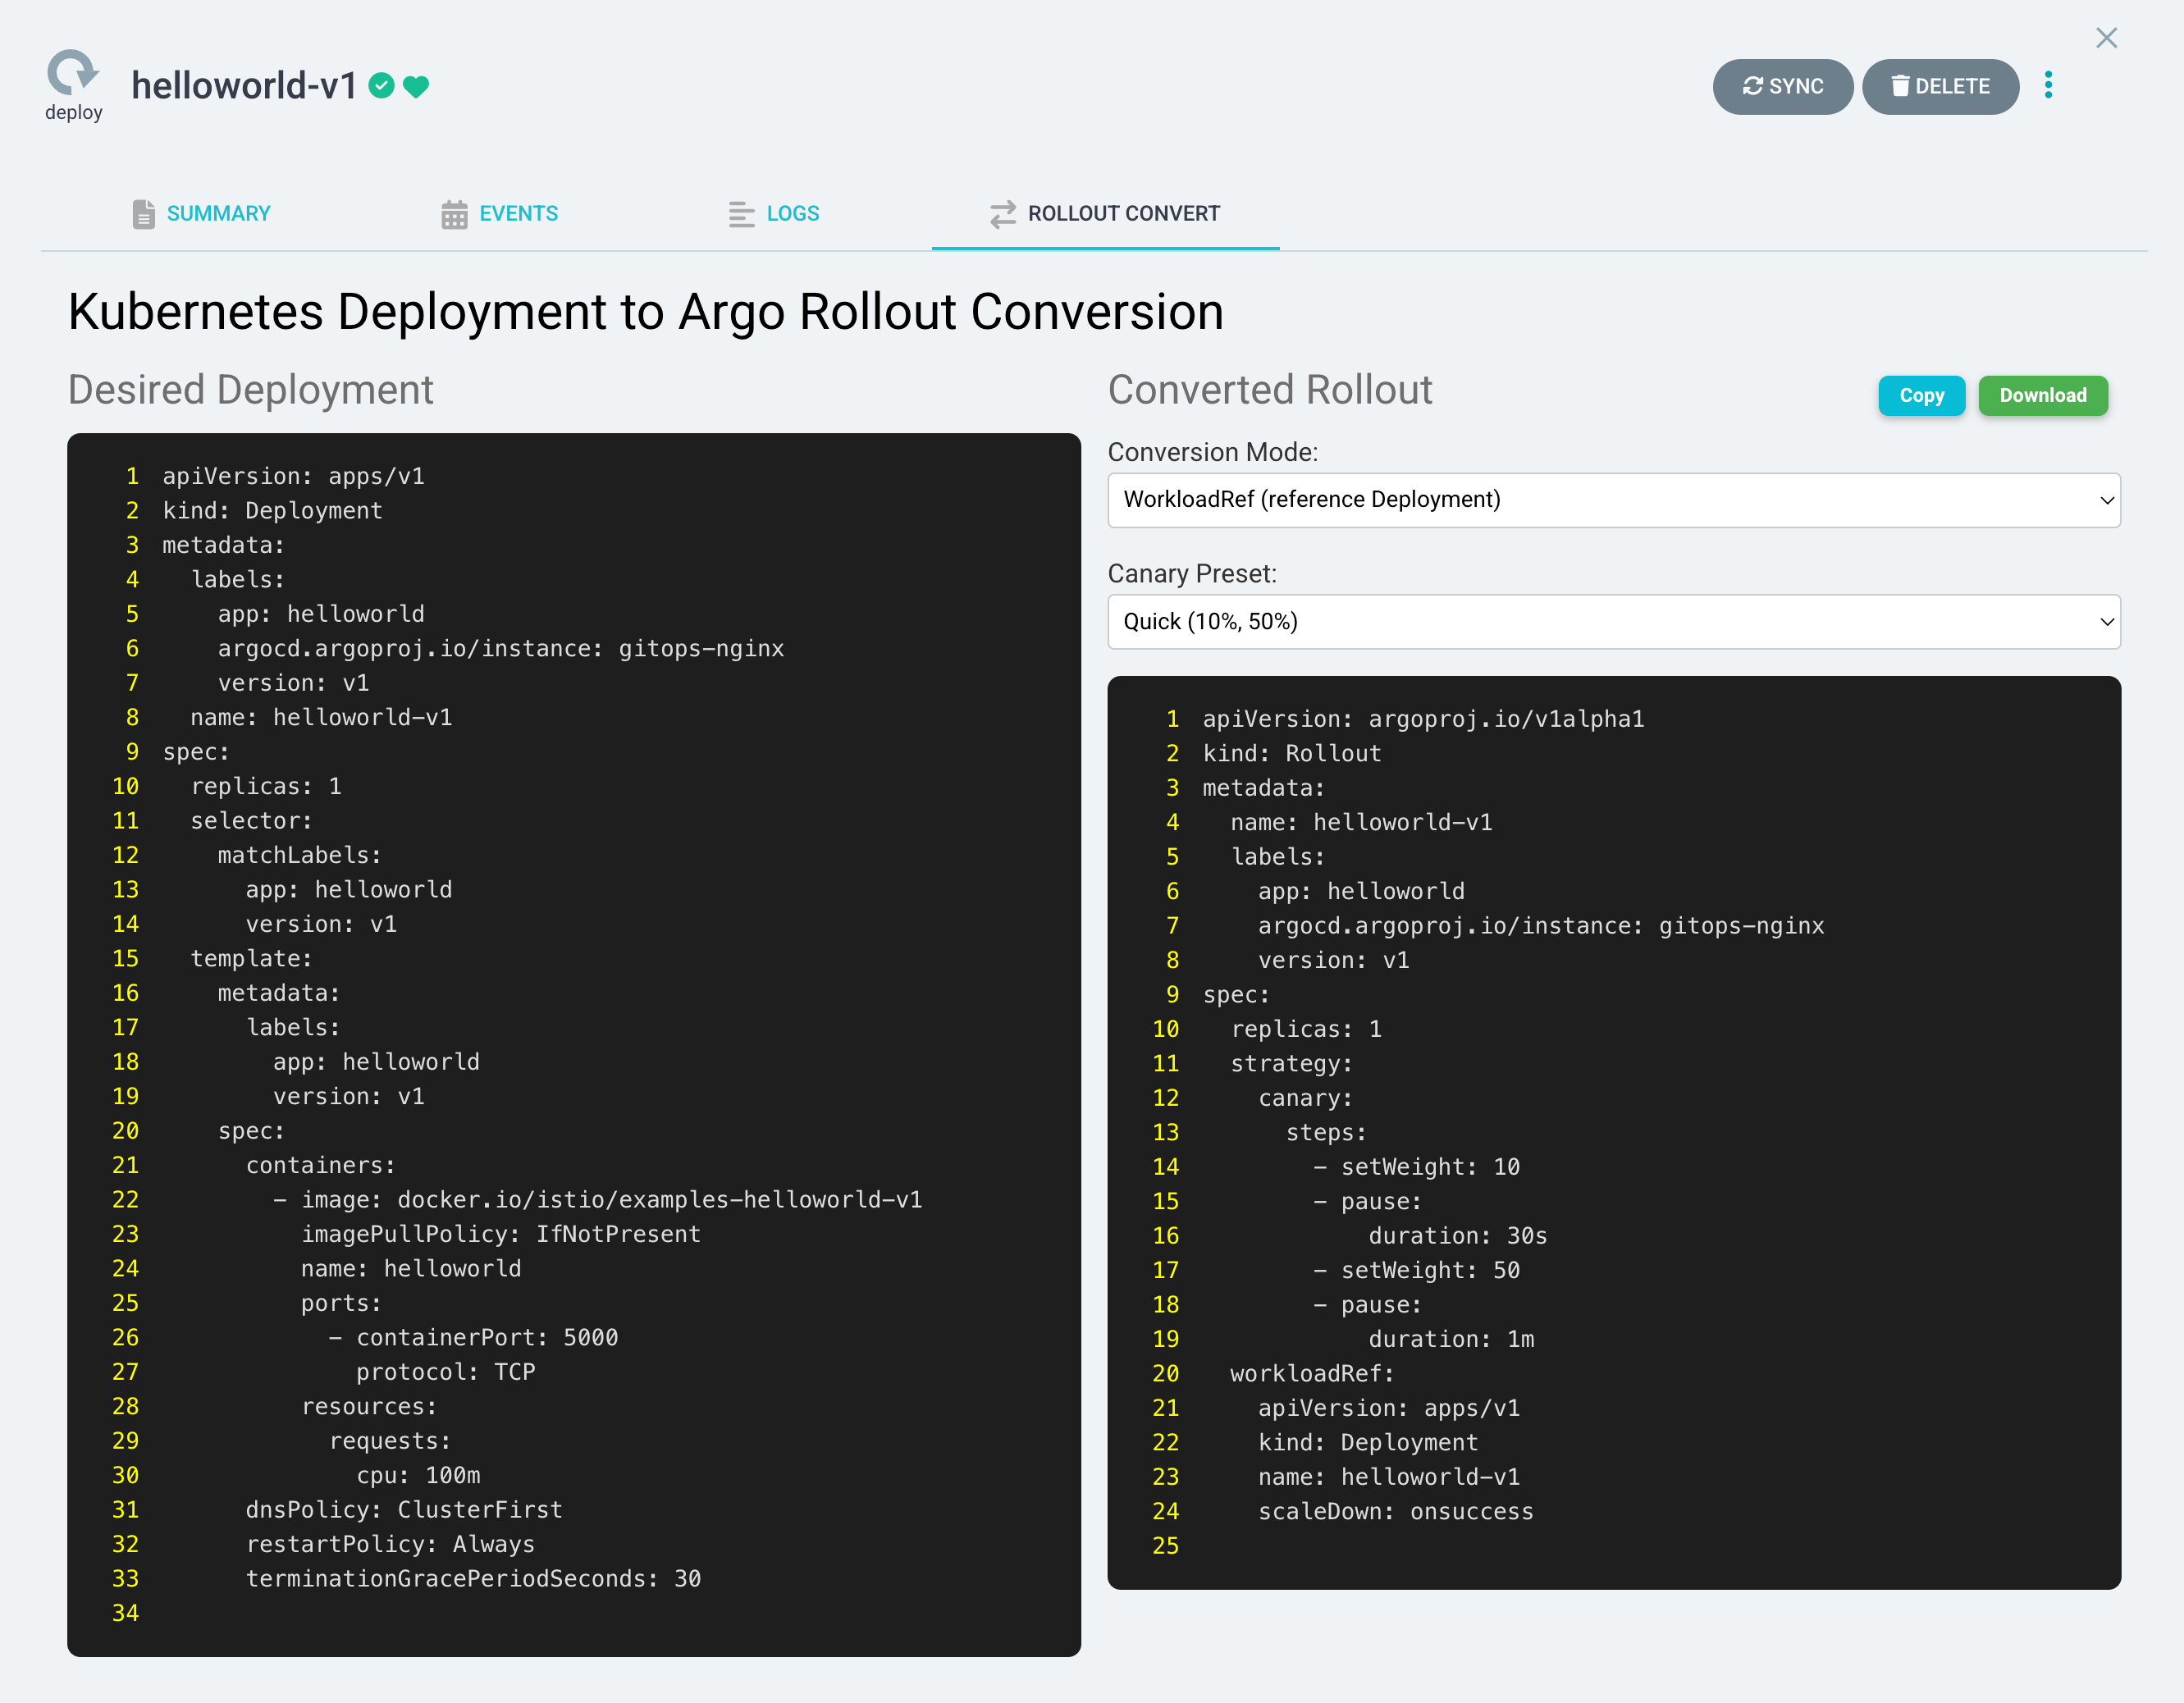 deploy
helloworld-v1
SYNC
DELETE
SUMMARY
EVENTS
LOGS
ROLLOUT CONVERT
Kubernetes Deployment to Argo Rollout Conversion
Desired Deployment
1 apiVersion: apps/v1
2 kind: Deployment
3 metadata:
4   labels:
5     app: helloworld
6     argocd.argoproj.io/instance: gitops-nginx
7     version: v1
8   name: helloworld-v1
9 spec:
10   replicas: 1
11   selector:
12     matchLabels:
13       app: helloworld
14       version: v1
15   template:
16     metadata:
17       labels:
18         app: helloworld
19         version: v1
20     spec:
21       containers:
22         - image: docker.io/istio/examples-helloworld-v1
23           imagePullPolicy: IfNotPresent
24           name: helloworld
25           ports:
26             - containerPort: 5000
27               protocol: TCP
28           resources:
29             requests:
30               cpu: 100m
31       dnsPolicy: ClusterFirst
32       restartPolicy: Always
33       terminationGracePeriodSeconds: 30
34
Converted Rollout
Copy
Download
Conversion Mode:
WorkloadRef (reference Deployment)
Canary Preset:
Quick (10%, 50%)
1 apiVersion: argoproj.io/v1alpha1
2 kind: Rollout
3 metadata:
4   name: helloworld-v1
5   labels:
6     app: helloworld
7     argocd.argoproj.io/instance: gitops-nginx
8     version: v1
9 spec:
10   replicas: 1
11   strategy:
12     canary:
13       steps:
14         - setWeight: 10
15         - pause:
16             duration: 30s
17         - setWeight: 50
18         - pause:
19             duration: 1m
20   workloadRef:
21     apiVersion: apps/v1
22     kind: Deployment
23     name: helloworld-v1
24     scaleDown: onsuccess
25